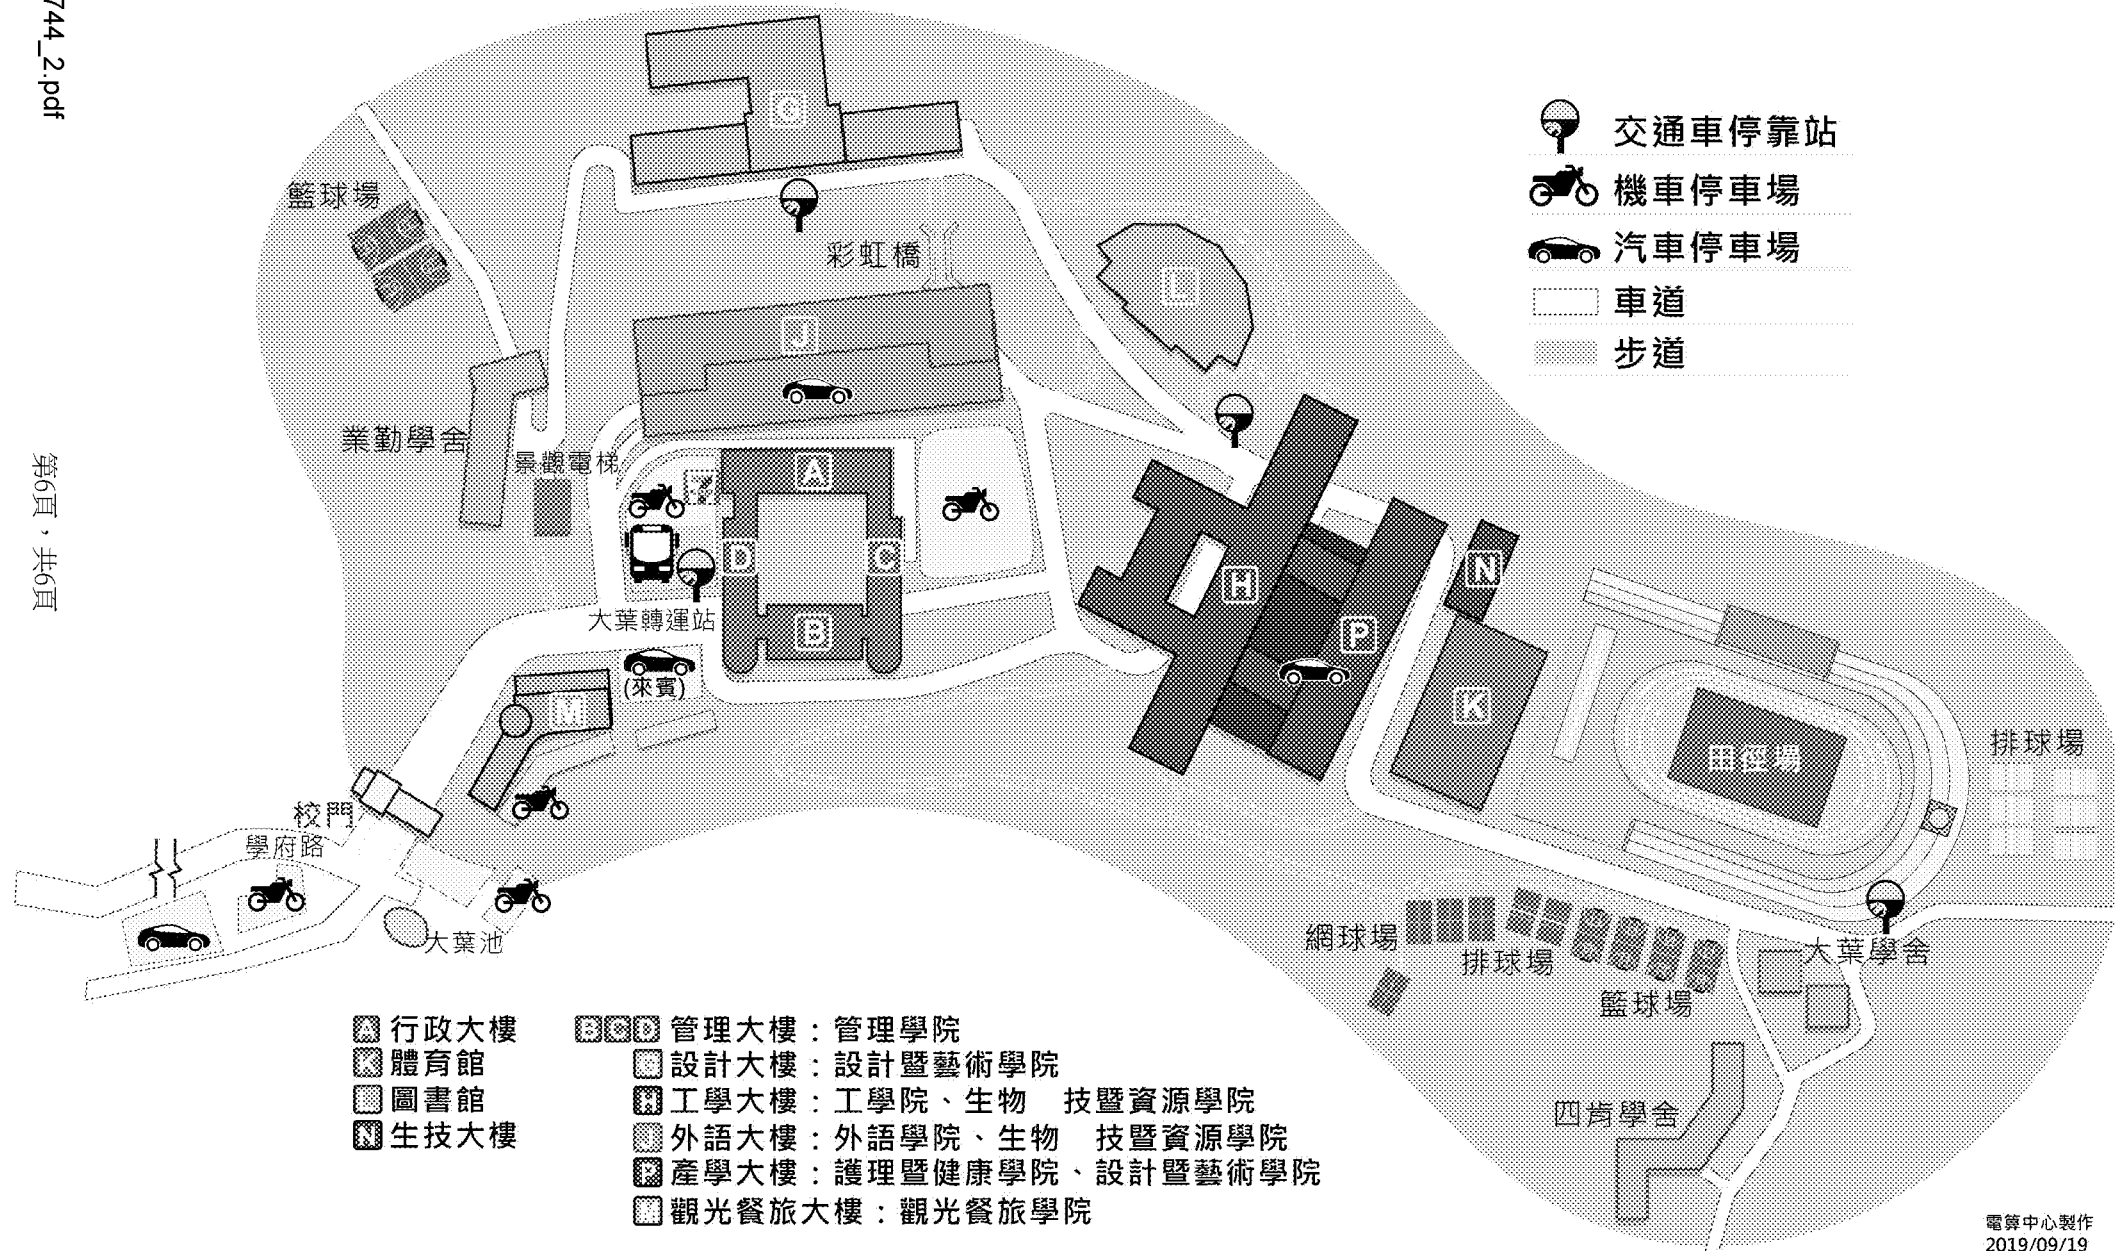 744_2.pdf
第6頁，共6頁
G
籃球場
彩虹橋
L
J
業勤學舍
景觀電梯
A
7
D
C
B
大葉轉運站
(來賓)
M
校門
學府路
大葉池
H
P
N
K
田徑場
排球場
網球場
排球場
籃球場
大葉學舍
四肯學舍
交通車停靠站
機車停車場
汽車停車場
車道
步道
A 行政大樓
K 體育館
圖書館
N 生技大樓
B C D 管理大樓：管理學院
設計大樓：設計暨藝術學院
H 工學大樓：工學院、生物 技暨資源學院
J 外語大樓：外語學院、生物 技暨資源學院
P 產學大樓：護理暨健康學院、設計暨藝術學院
觀光餐旅大樓：觀光餐旅學院
電算中心製作
2019/09/19